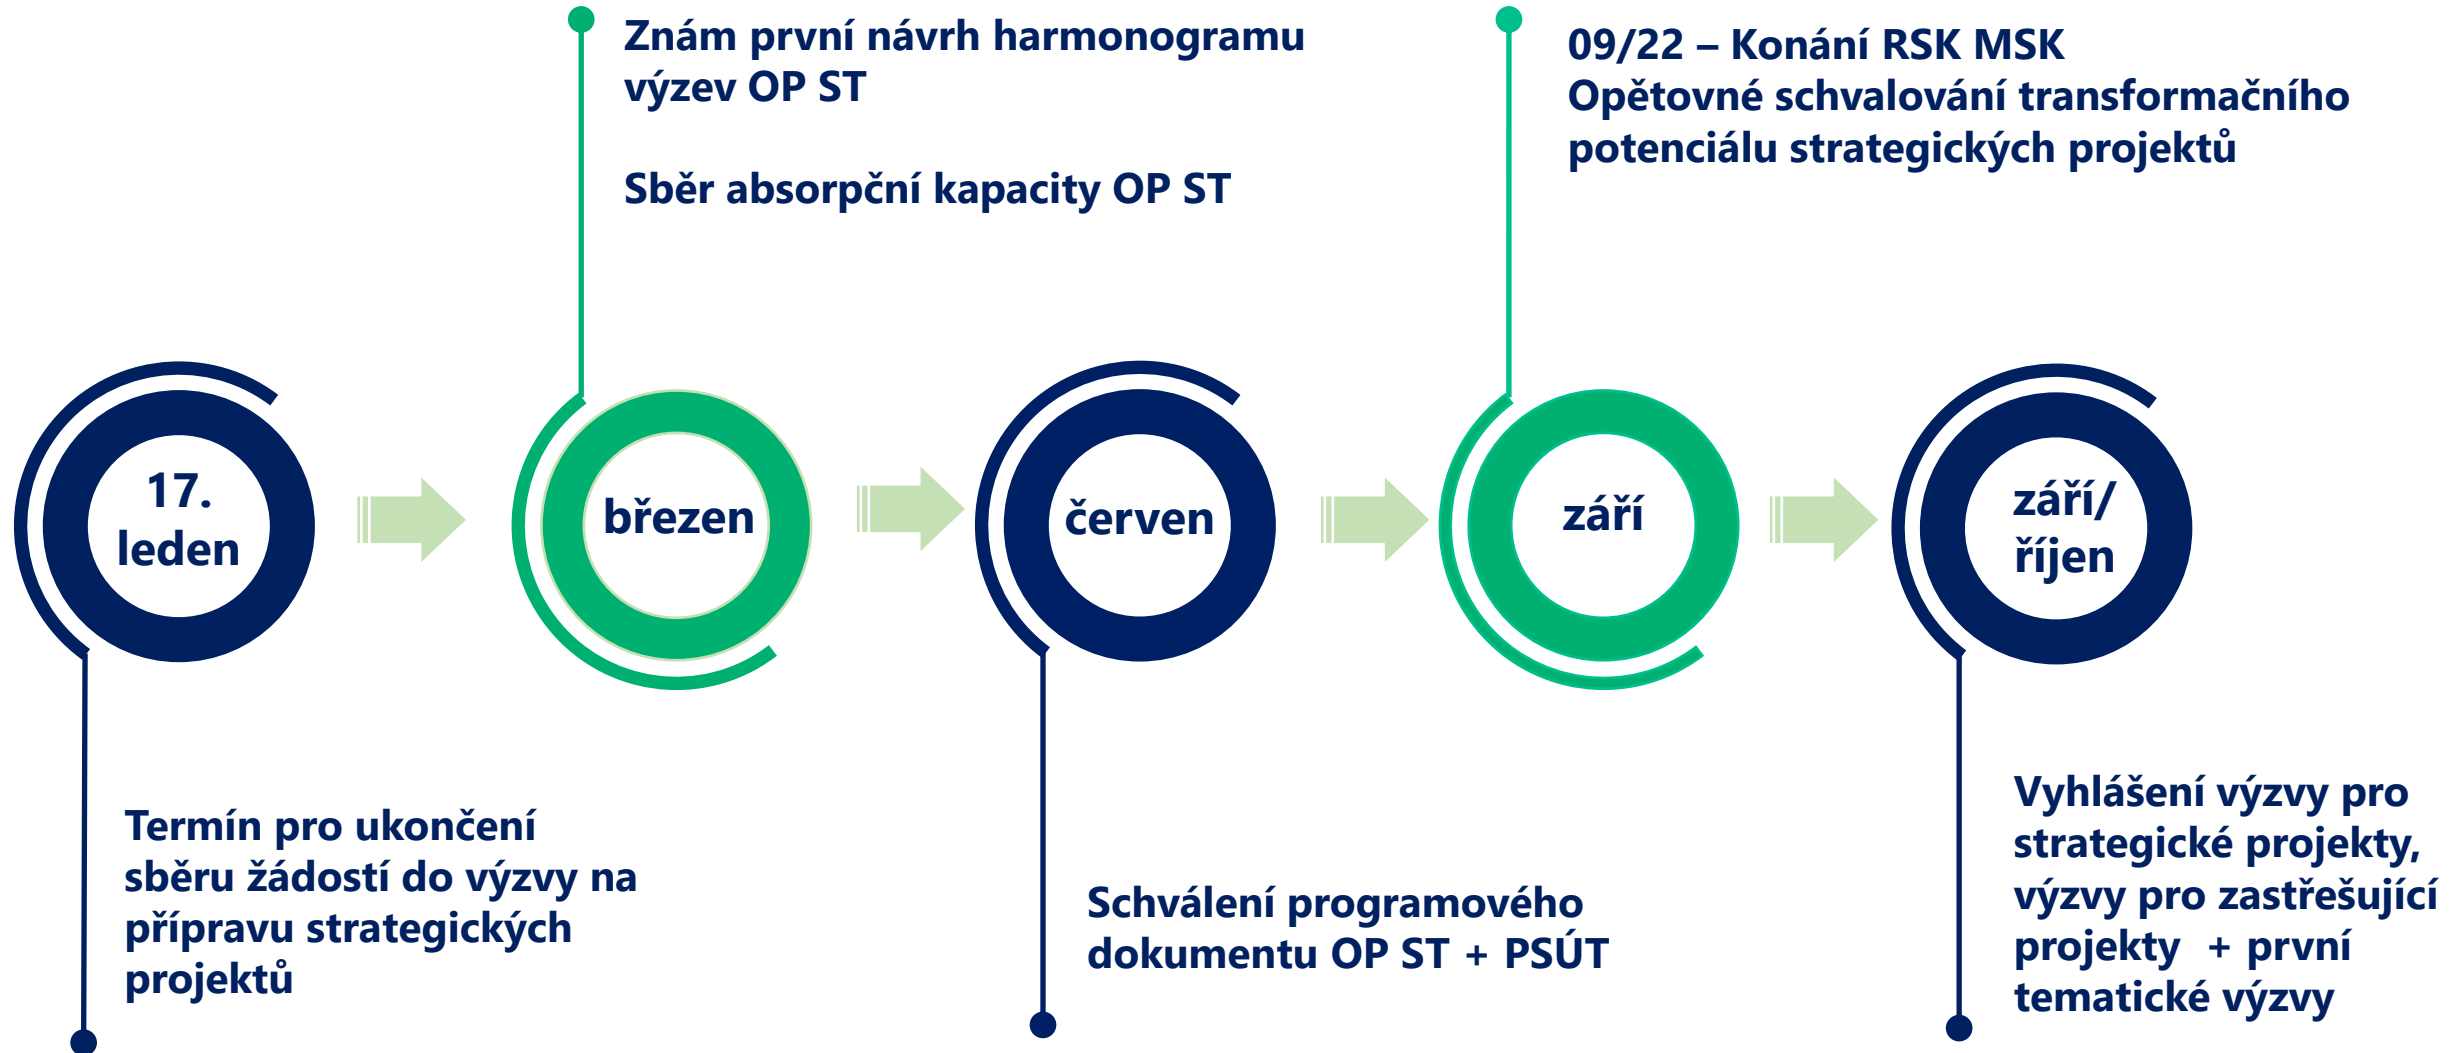 Znám první návrh harmonogramu
výzev OP ST
Sběr absorpční kapacity OP ST
09/22 – Konání RSK MSK
Opětovné schvalování transformačního
potenciálu strategických projektů
17.
leden
březen
červen
září
září/
říjen
Termín pro ukončení
sběru žádostí do výzvy na
přípravu strategických
projektů
Schválení programového
dokumentu OP ST + PSÚT
Vyhlášení výzvy pro
strategické projekty,
výzvy pro zastřešující
projekty + první
tematické výzvy